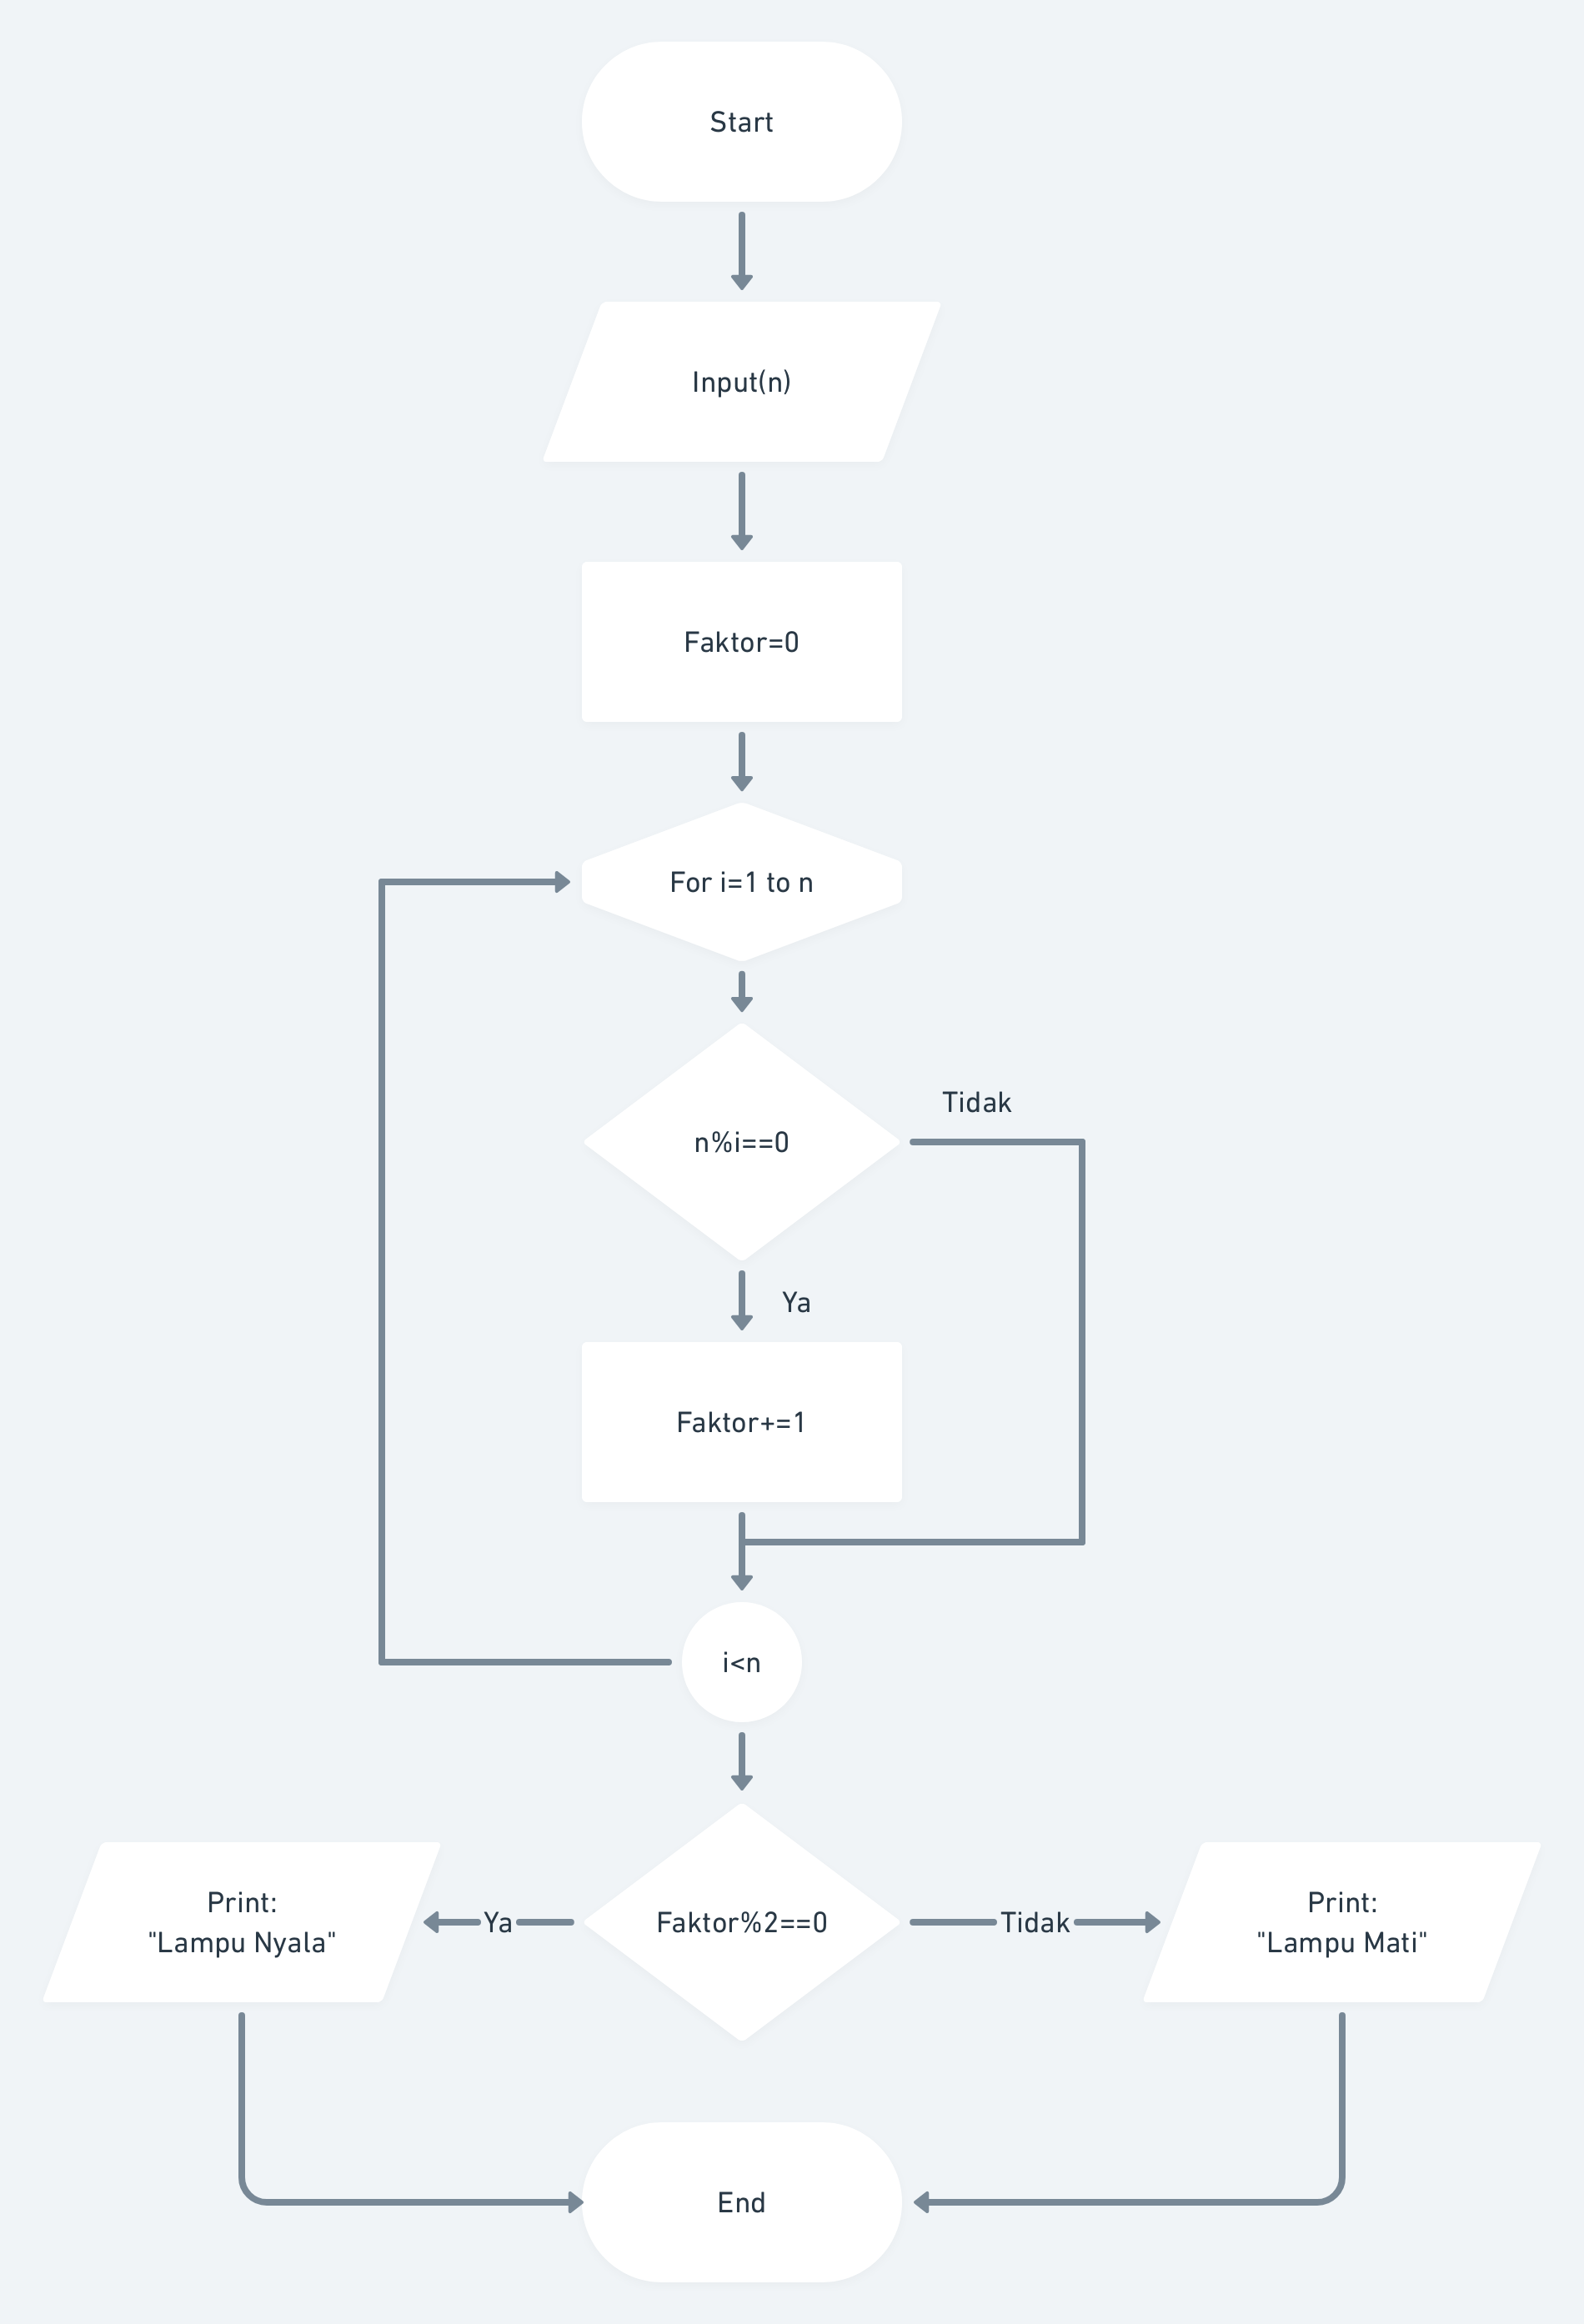 Start
Input(n)
Faktor=0
For i=1 to n
n%i==0
Tidak
Ya
Faktor+=1
i<n
Faktor%2==0
Ya
Print:
"Lampu Nyala"
Tidak
Print:
"Lampu Mati"
End